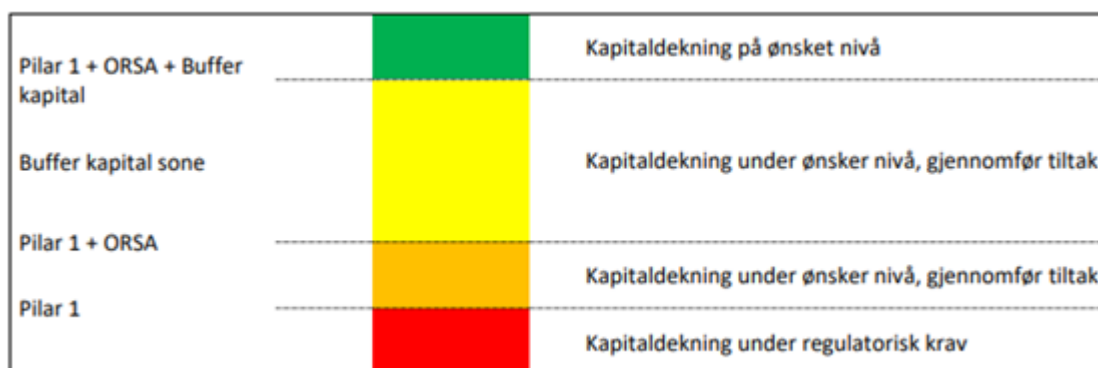 Kapitaldekning på ønsket nivå
Pilar 1 + ORSA + Buffer
kapital
Buffer kapital sone
Kapitaldekning under ønsker nivå, gjennomfør tiltak
Pilar 1 + ORSA
Kapitaldekning under ønsker nivå, gjennomfør tiltak
Pilar 1
Kapitaldekning under regulatorisk krav